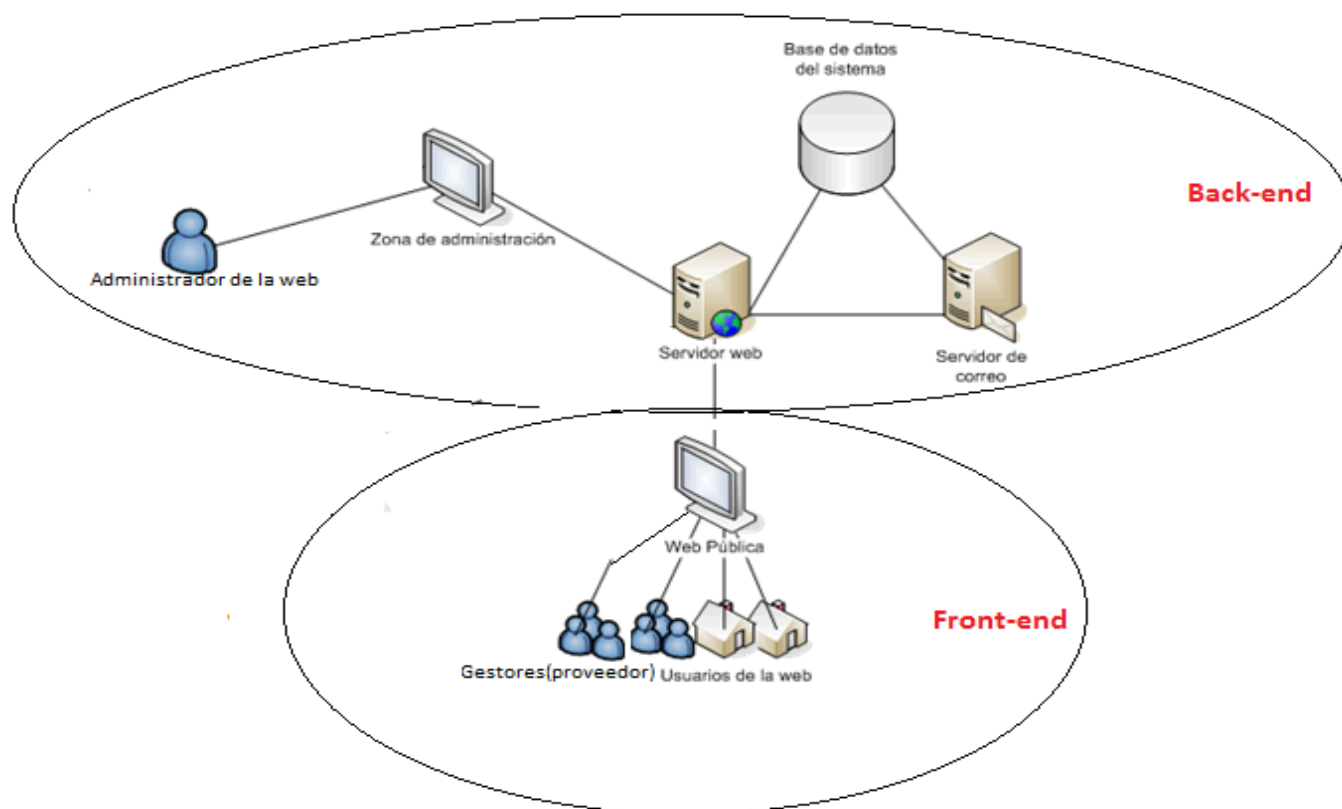 Base de datos
del sistema
Back-end
Zona de administración
Administrador de la web
Servidor web
Servidor de
correo
Web Pública
Front-end
Gestores(proveedor)
Usuarios de la web